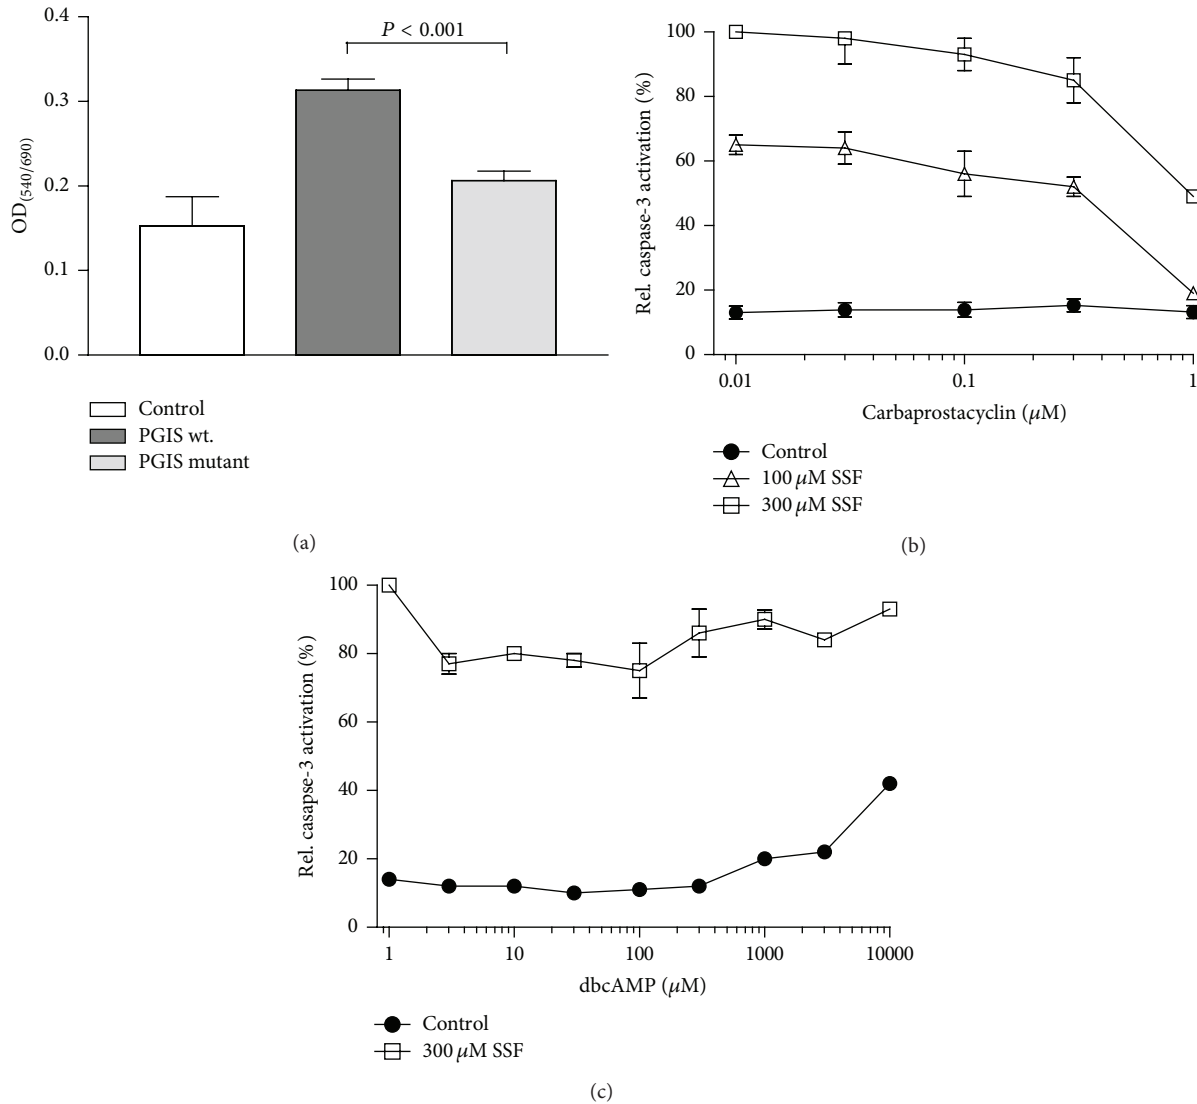 P < 0.001
0.4
0.3
0.2
0.1
0.0
OD(540/690)
Control
PGIS wt.
PGIS mutant
(a)
100
80
60
40
20
0
Rel. caspase-3 activation (%)
0.01 0.1 1
Carbaprostacyclin (μM)
Control
100 μM SSF
300 μM SSF
(b)
100
80
60
40
20
0
Rel. casapse-3 activation (%)
1 10 100 1000 10000
dbcAMP (μM)
Control
300 μM SSF
(c)